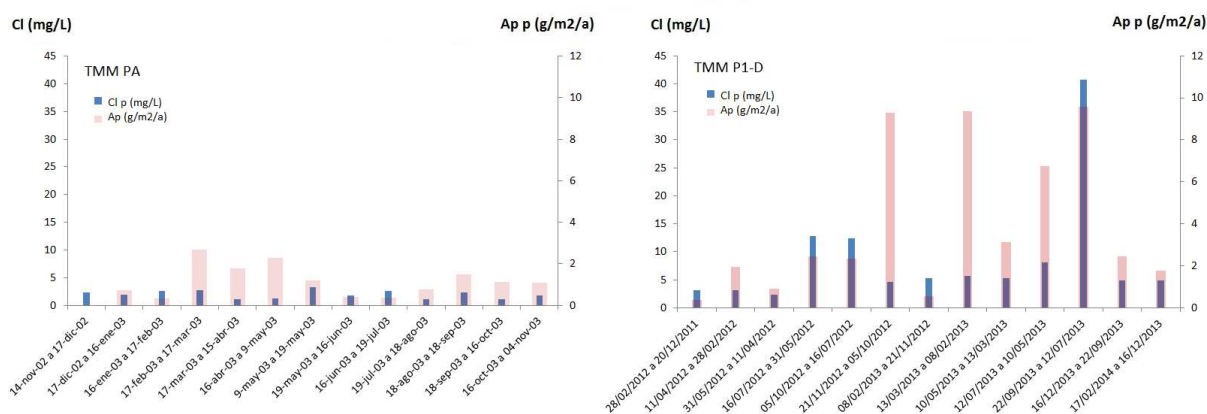 Cl (mg/L)
Ap p (g/m2/a)
TMM PA
Cl p (mg/L)
Ap (g/m2/a)
45
40
35
30
25
20
15
10
5
0
12
10
8
6
4
2
0
14-nov-02 a 17-dic-02
17-dic-02 a 16-ene-03
16-ene-03 a 17-feb-03
17-feb-03 a 17-mar-03
17-mar-03 a 15-abr-03
16-abr-03 a 9-may-03
9-may-03 a 19-may-03
19-may-03 a 16-jun-03
16-jun-03 a 19-jul-03
19-jul-03 a 18-ago-03
18-ago-03 a 18-sep-03
18-sep-03 a 16-oct-03
16-oct-03 a 04-nov-03
Cl (mg/L)
Ap p (g/m2/a)
TMM P1-D
Cl p (mg/L)
Ap (g/m2/a)
45
40
35
30
25
20
15
10
5
0
12
10
8
6
4
2
0
28/02/2012 a 20/12/2011
11/04/2012 a 28/02/2012
31/05/2012 a 11/04/2012
16/07/2012 a 31/05/2012
05/10/2012 a 16/07/2012
21/11/2012 a 05/10/2012
08/02/2013 a 21/11/2012
13/03/2013 a 08/02/2013
10/05/2013 a 13/03/2013
12/07/2013 a 10/05/2013
22/09/2013 a 12/07/2013
16/12/2013 a 22/09/2013
17/02/2014 a 16/12/2013